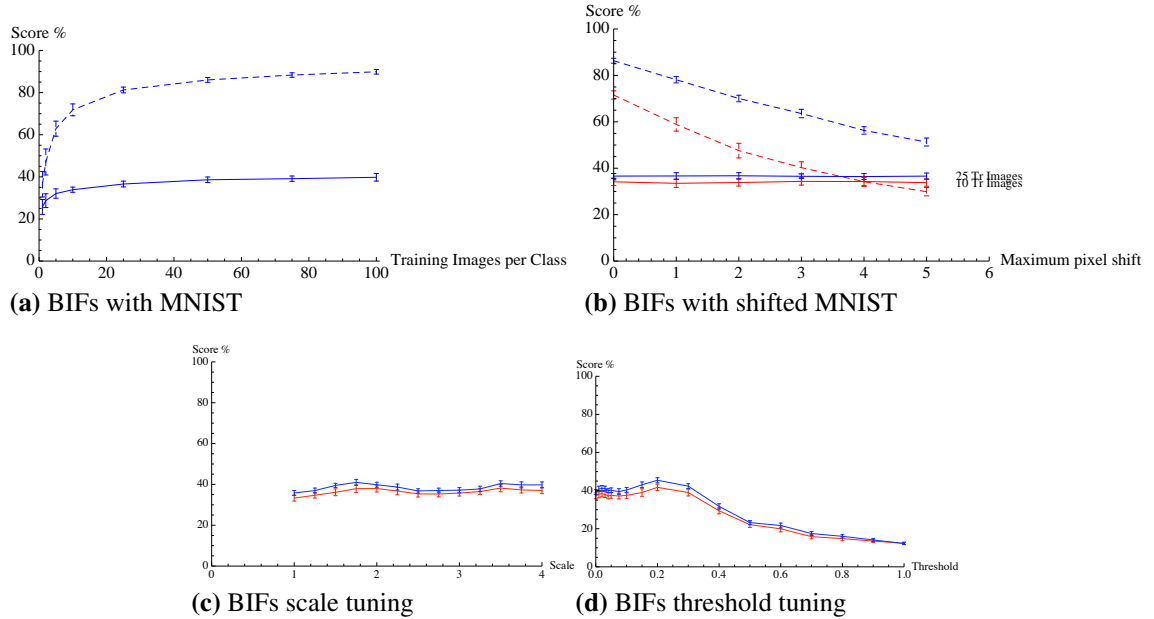 Score %
100
80
60
40
20
0
0 20 40 60 80 100
Training Images per Class
(a) BIFs with MNIST
Score %
100
80
60
40
20
0
25 Tr Images
10 Tr Images
0 1 2 3 4 5 6
Maximum pixel shift
(b) BIFs with shifted MNIST
Score %
100
80
60
40
20
0
0 1 2 3 4
Scale
(c) BIFs scale tuning
Score %
100
80
60
40
20
0
0.0 0.2 0.4 0.6 0.8 1.0
Threshold
(d) BIFs threshold tuning